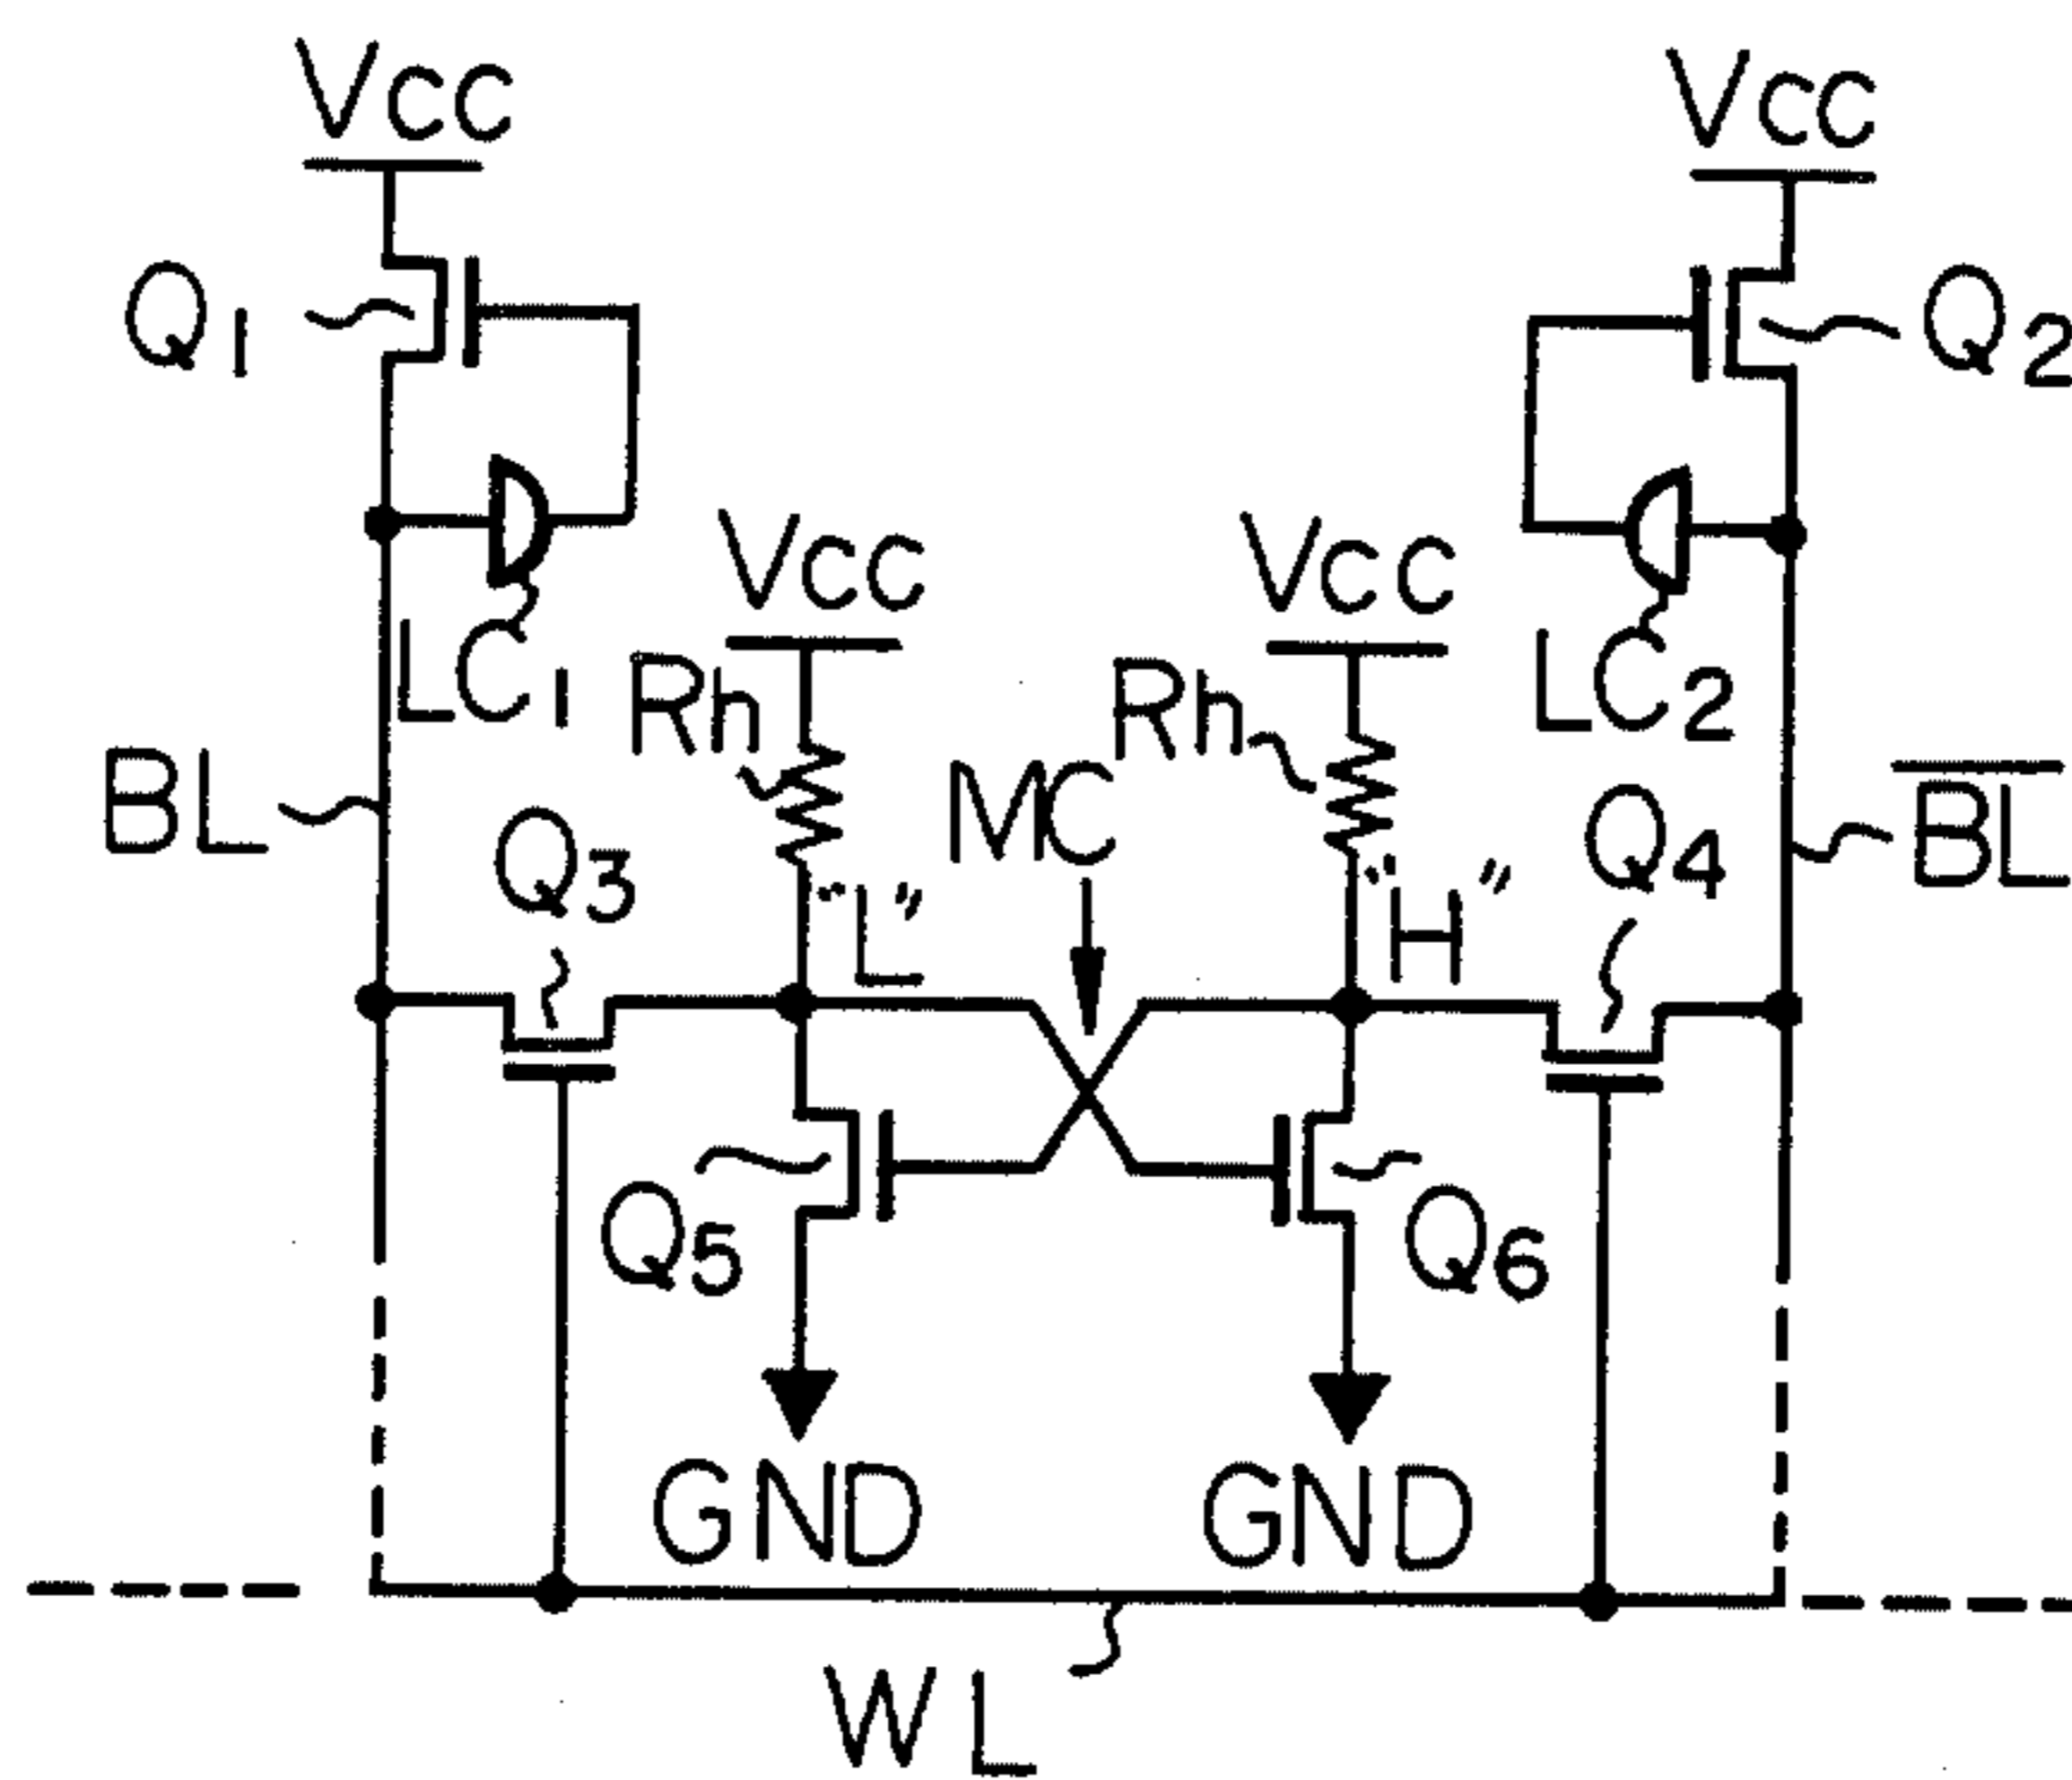 Vcc
Vcc
Q1
Q2
Vcc
Vcc
LC1
LC2
Rh
Rh
BL
MC
B̅L̅
Q3
Q4
"L"
"H"
Q5
Q6
GND
GND
WL